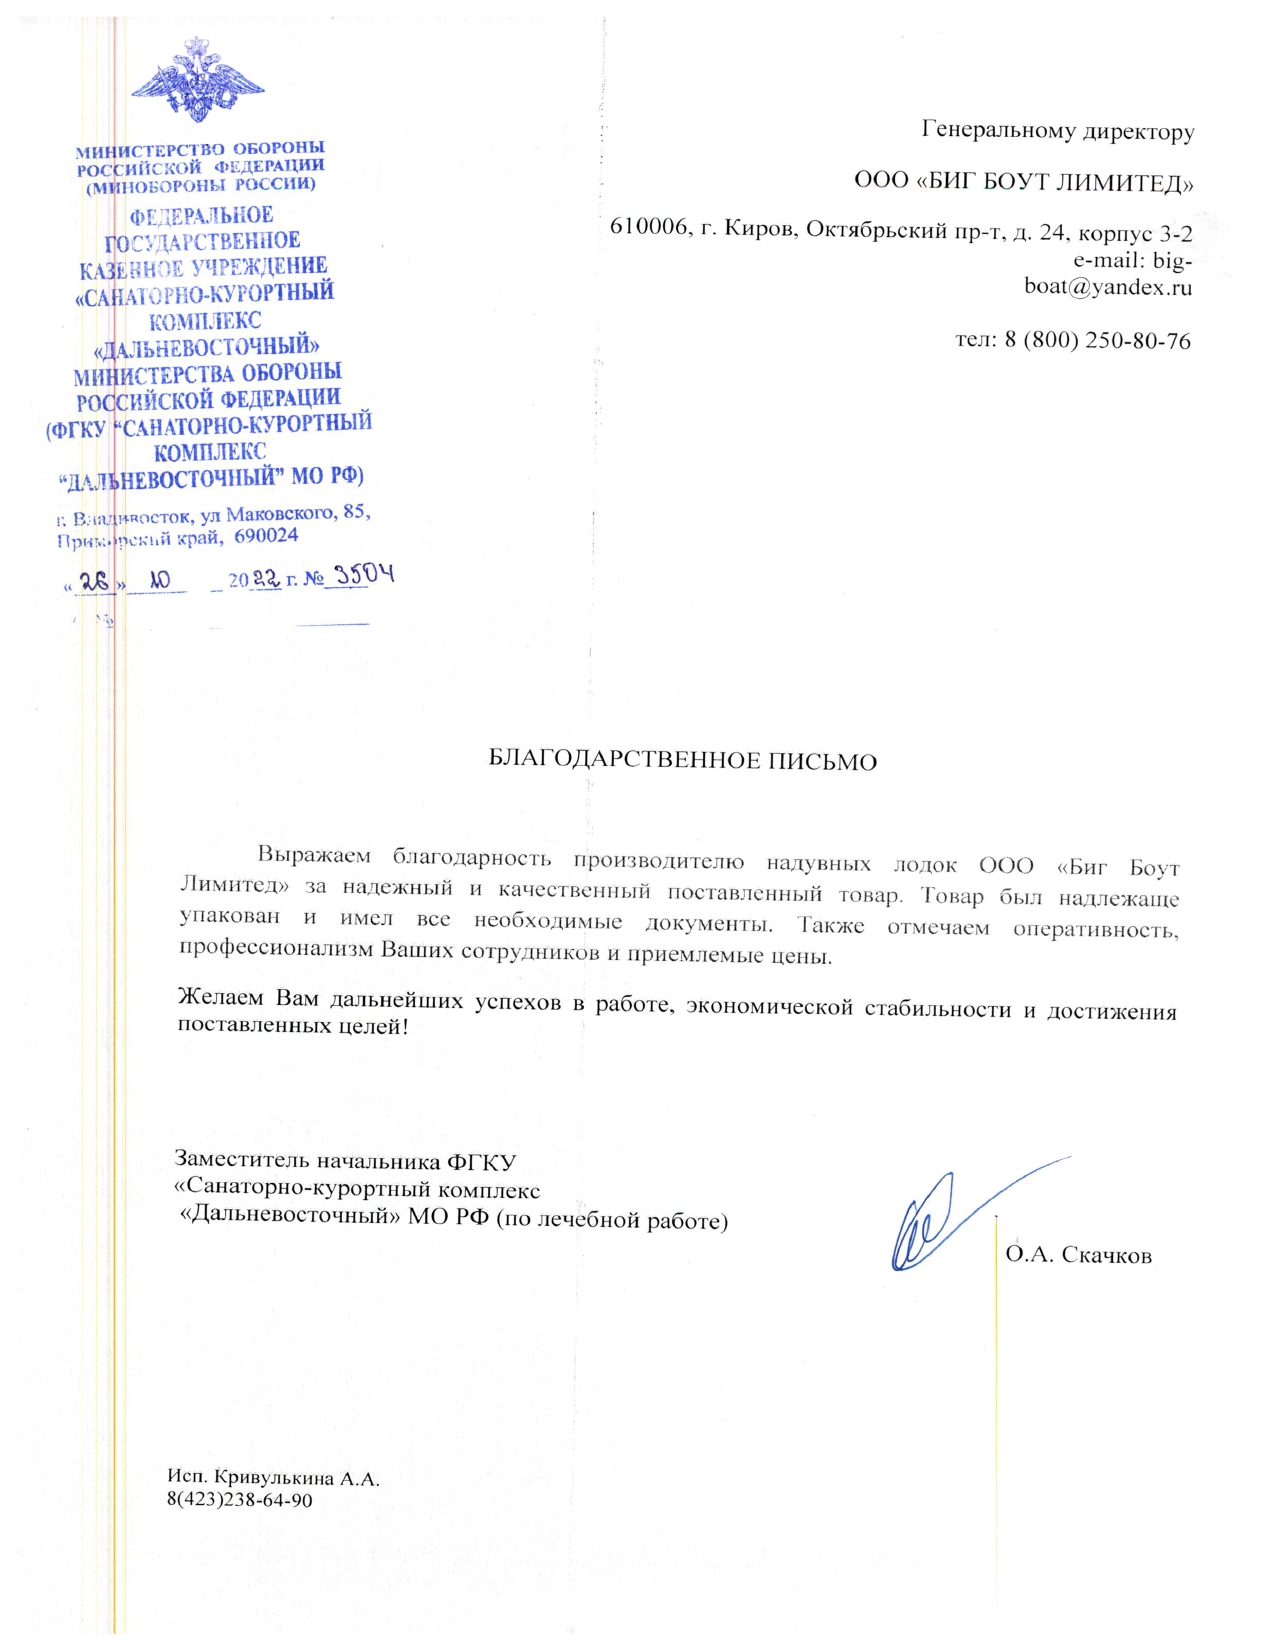 МИНИСТЕРСТВО ОБОРОНЫ
РОССИЙСКОЙ ФЕДЕРАЦИИ
(МИНОБОРОНЫ РОССИИ)
ФЕДЕРАЛЬНОЕ
ГОСУДАРСТВЕННОЕ
КАЗЕННОЕ УЧРЕЖДЕНИЕ
«САНАТОРНО-КУРОРТНЫЙ
КОМПЛЕКС
«ДАЛЬНЕВОСТОЧНЫЙ»
МИНИСТЕРСТВА ОБОРОНЫ
РОССИЙСКОЙ ФЕДЕРАЦИИ
(ФГКУ “САНАТОРНО-КУРОРТНЫЙ
КОМПЛЕКС
“ДАЛЬНЕВОСТОЧНЫЙ” МО РФ)
г. Владивосток, ул Маковского, 85,
Приморский край, 690024
« 26 » 10 2022 г. № 3504
№
Генеральному директору
ООО «БИГ БОУТ ЛИМИТЕД»
610006, г. Киров, Октябрьский пр-т, д. 24, корпус 3-2
e-mail: big-
boat@yandex.ru
тел: 8 (800) 250-80-76
БЛАГОДАРСТВЕННОЕ ПИСЬМО
Выражаем благодарность производителю надувных лодок ООО «Биг Боут
Лимитед» за надежный и качественный поставленный товар. Товар был надлежаще
упакован и имел все необходимые документы. Также отмечаем оперативность,
профессионализм Ваших сотрудников и приемлемые цены.
Желаем Вам дальнейших успехов в работе, экономической стабильности и достижения
поставленных целей!
Заместитель начальника ФГКУ
«Санаторно-курортный комплекс
«Дальневосточный» МО РФ (по лечебной работе)
О.А. Скачков
Исп. Кривулькина А.А.
8(423)238-64-90